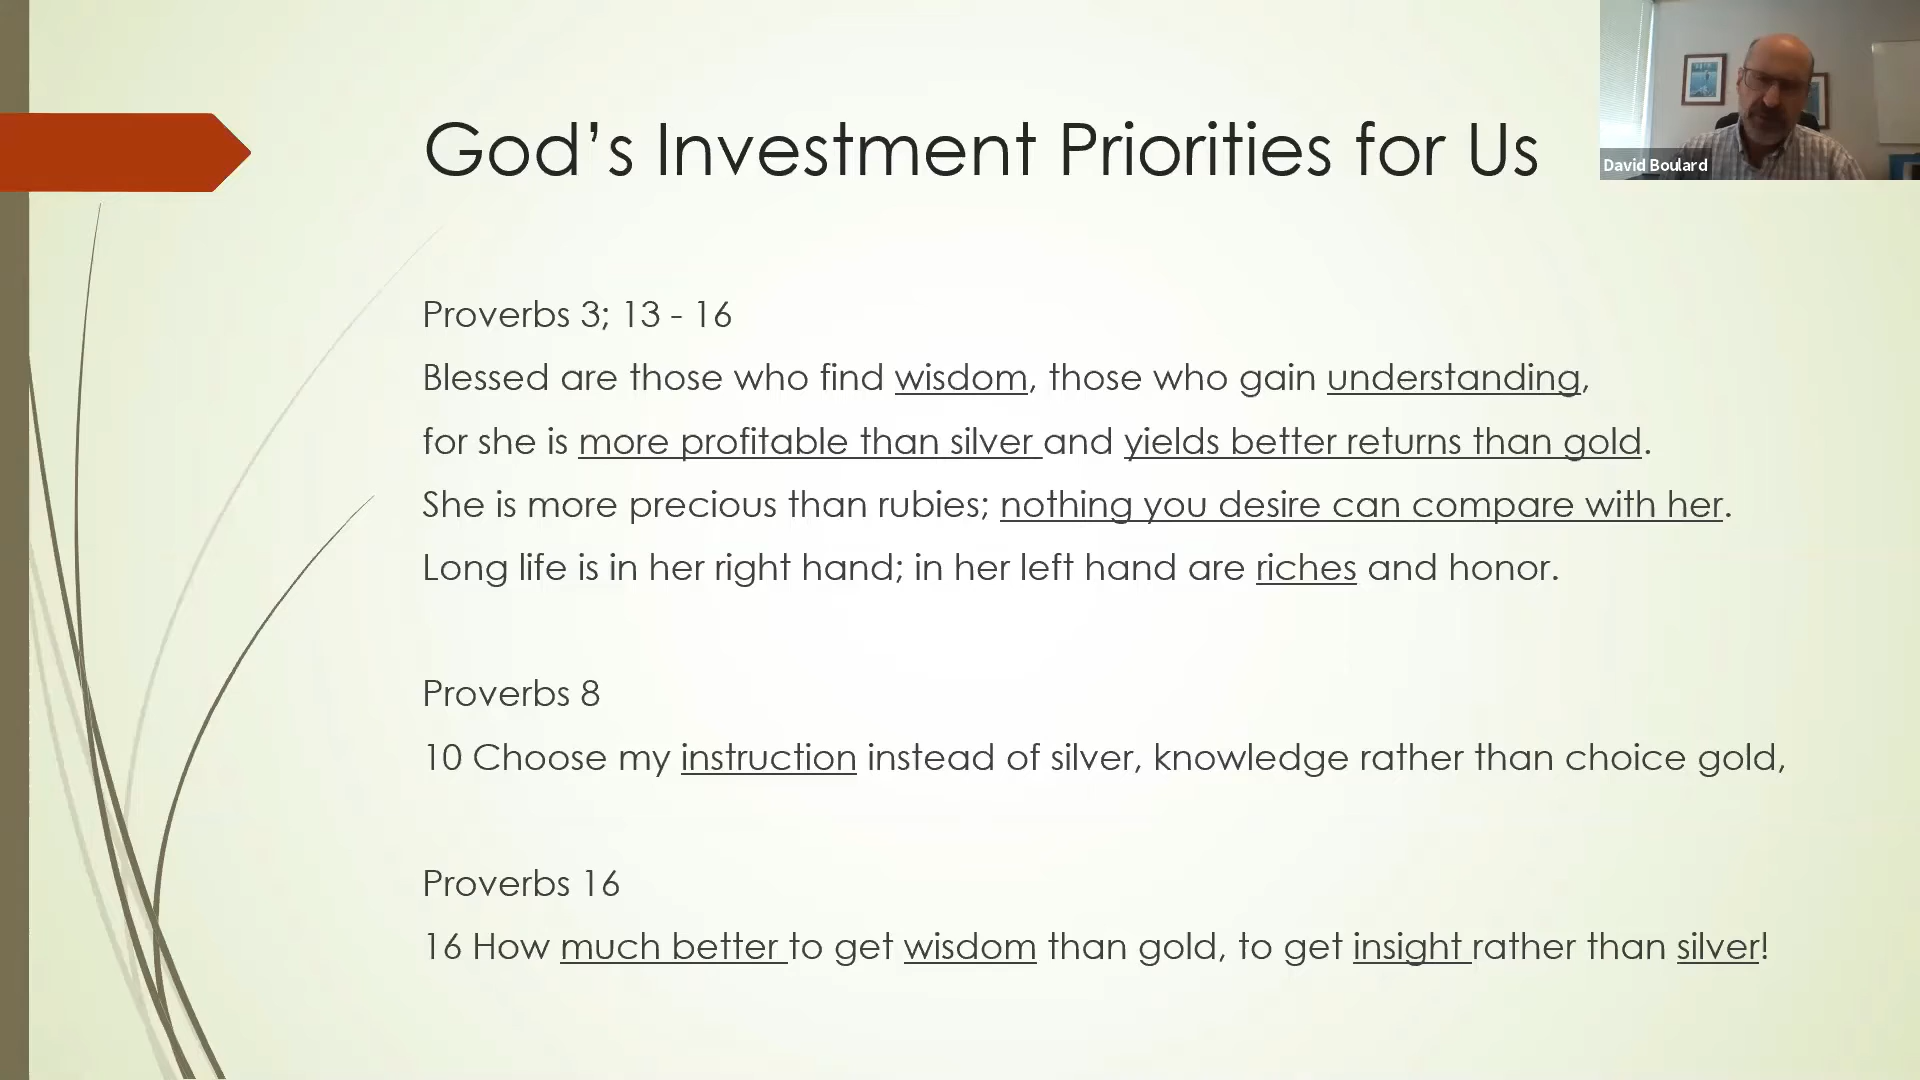 God’s Investment Priorities for Us
David Boulard
Proverbs 3; 13 - 16
Blessed are those who find wisdom, those who gain understanding,
for she is more profitable than silver and yields better returns than gold.
She is more precious than rubies; nothing you desire can compare with her.
Long life is in her right hand; in her left hand are riches and honor.
Proverbs 8
10 Choose my instruction instead of silver, knowledge rather than choice gold,
Proverbs 16
16 How much better to get wisdom than gold, to get insight rather than silver!